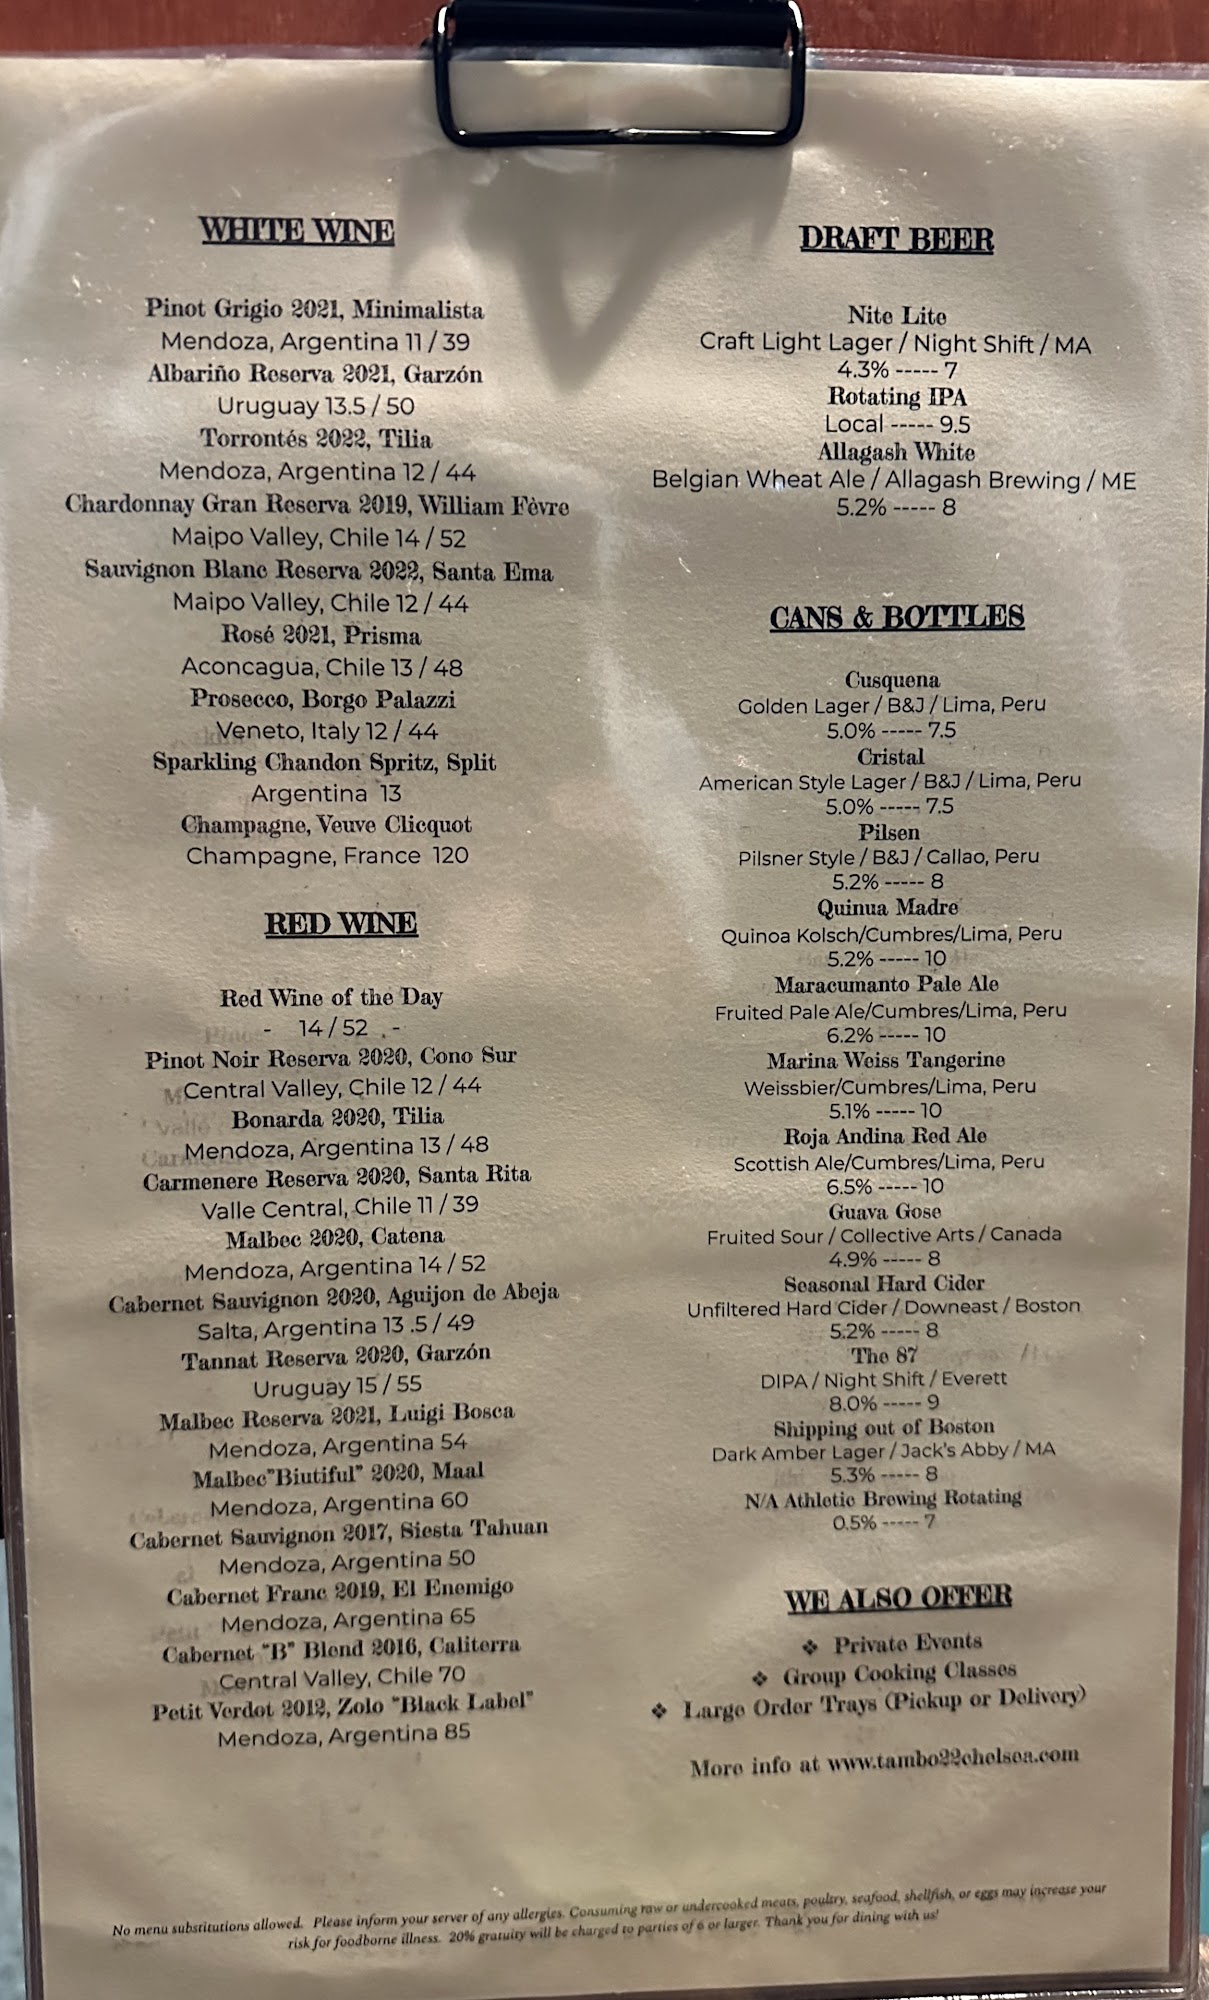 WHITE WINE
Pinot Grigio 2021, Minimalista
Mendoza, Argentina 11 / 39
Albariño Reserva 2021, Garzón
Uruguay 13.5 / 50
Torrontés 2022, Tilia
Mendoza, Argentina 12 / 44
Chardonnay Gran Reserva 2019, William Fèvre
Maipo Valley, Chile 14 / 52
Sauvignon Blanc Reserva 2022, Santa Ema
Maipo Valley, Chile 12 / 44
Rosé 2021, Prisma
Aconcagua, Chile 13 / 48
Prosecco, Borgo Palazzi
Veneto, Italy 12 / 44
Sparkling Chandon Spritz, Split
Argentina 13
Champagne, Veuve Clicquot
Champagne, France 120
RED WINE
Red Wine of the Day
- 14 / 52 . -
Pinot Noir Reserva 2020, Cono Sur
Central Valley, Chile 12 / 44
Bonarda 2020, Tilia
Mendoza, Argentina 13 / 48
Carmenere Reserva 2020, Santa Rita
Valle Central, Chile 11 / 39
Malbec 2020, Catena
Mendoza, Argentina 14 / 52
Cabernet Sauvignon 2020, Aguijon de Abeja
Salta, Argentina 13 .5 / 49
Tannat Reserva 2020, Garzón
Uruguay 15 / 55
Malbec Reserva 2021, Luigi Bosca
Mendoza, Argentina 54
Malbec"Biutiful" 2020, Maal
Mendoza, Argentina 60
Cabernet Sauvignon 2017, Siesta Tahuan
Mendoza, Argentina 50
Cabernet Franc 2019, El Enemigo
Mendoza, Argentina 65
Cabernet "B" Blend 2016, Caliterra
Central Valley, Chile 70
Petit Verdot 2012, Zolo "Black Label"
Mendoza, Argentina 85
DRAFT BEER
Nite Lite
Craft Light Lager / Night Shift / MA
4.3% ----- 7
Rotating IPA
Local ----- 9.5
Allagash White
Belgian Wheat Ale / Allagash Brewing / ME
5.2% ----- 8
CANS & BOTTLES
Cusquena
Golden Lager / B&J / Lima, Peru
5.0% ----- 7.5
Cristal
American Style Lager / B&J / Lima, Peru
5.0% ----- 7.5
Pilsen
Pilsner Style / B&J / Callao, Peru
5.2% ----- 8
Quinua Madre
Quinoa Kolsch/Cumbres/Lima, Peru
5.2% ----- 10
Maracumanto Pale Ale
Fruited Pale Ale/Cumbres/Lima, Peru
6.2% ----- 10
Marina Weiss Tangerine
Weissbier/Cumbres/Lima, Peru
5.1% ----- 10
Roja Andina Red Ale
Scottish Ale/Cumbres/Lima, Peru
6.5% ----- 10
Guava Gose
Fruited Sour / Collective Arts / Canada
4.9% ----- 8
Seasonal Hard Cider
Unfiltered Hard Cider / Downeast / Boston
5.2% ----- 8
The 87
DIPA / Night Shift / Everett
8.0% ----- 9
Shipping out of Boston
Dark Amber Lager / Jack's Abby / MA
5.3% ----- 8
N/A Athletic Brewing Rotating
0.5% ----- 7
WE ALSO OFFER
❖ Private Events
❖ Group Cooking Classes
❖ Large Order Trays (Pickup or Delivery)
More info at www.tambo22chelsea.com
No menu substitutions allowed. Please inform your server of any allergies. Consuming raw or undercooked meats, poultry, seafood, shellfish, or eggs may increase your
risk for foodborne illness. 20% gratuity will be charged to parties of 6 or larger. Thank you for dining with us!